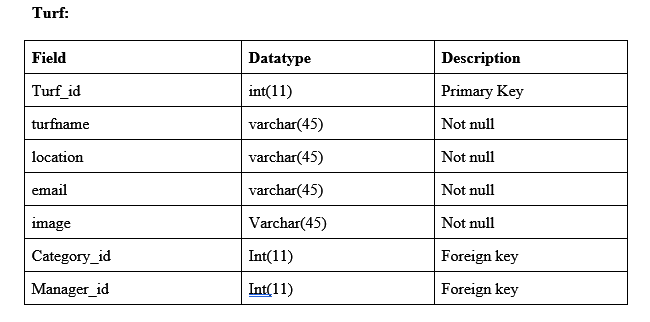 Turf:
Field Datatype Description
Turf_id int(11) Primary Key
turfname varchar(45) Not null
location varchar(45) Not null
email varchar(45) Not null
image Varchar(45) Not null
Category_id Int(11) Foreign key
Manager_id Int(11) Foreign key